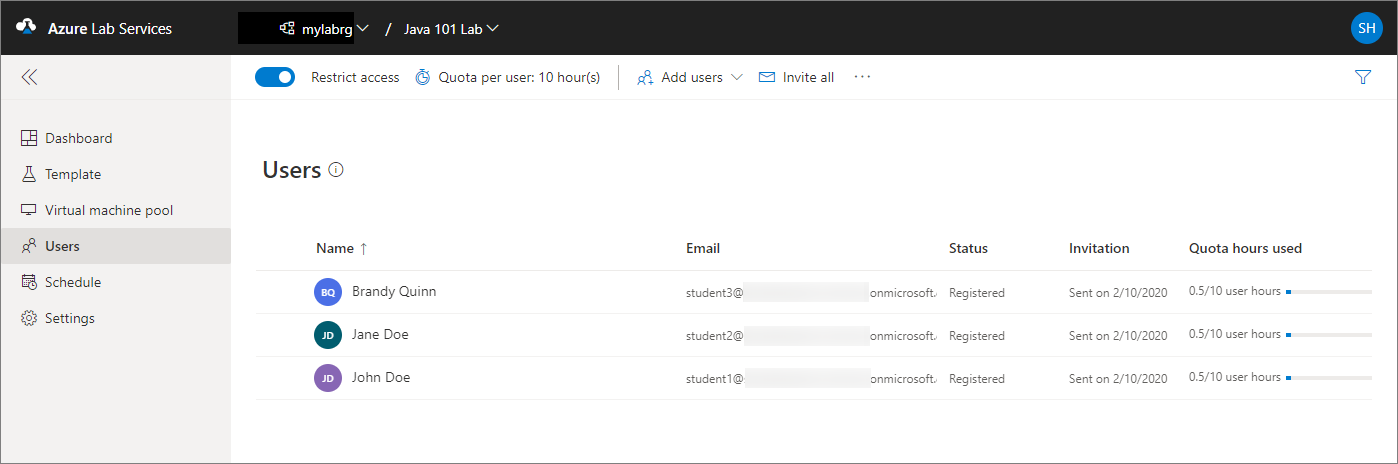 Azure Lab Services mylabrg / Java 101 Lab SH
Restrict access Quota per user: 10 hour(s) Add users Invite all ...
Dashboard
Template
Virtual machine pool
Users
Schedule
Settings
Users
Name ↑ Email Status Invitation Quota hours used
BQ Brandy Quinn student3@ onmicrosoft. Registered Sent on 2/10/2020 0.5/10 user hours
JD Jane Doe student2@ onmicrosoft. Registered Sent on 2/10/2020 0.5/10 user hours
JD John Doe student1@ onmicrosoft. Registered Sent on 2/10/2020 0.5/10 user hours